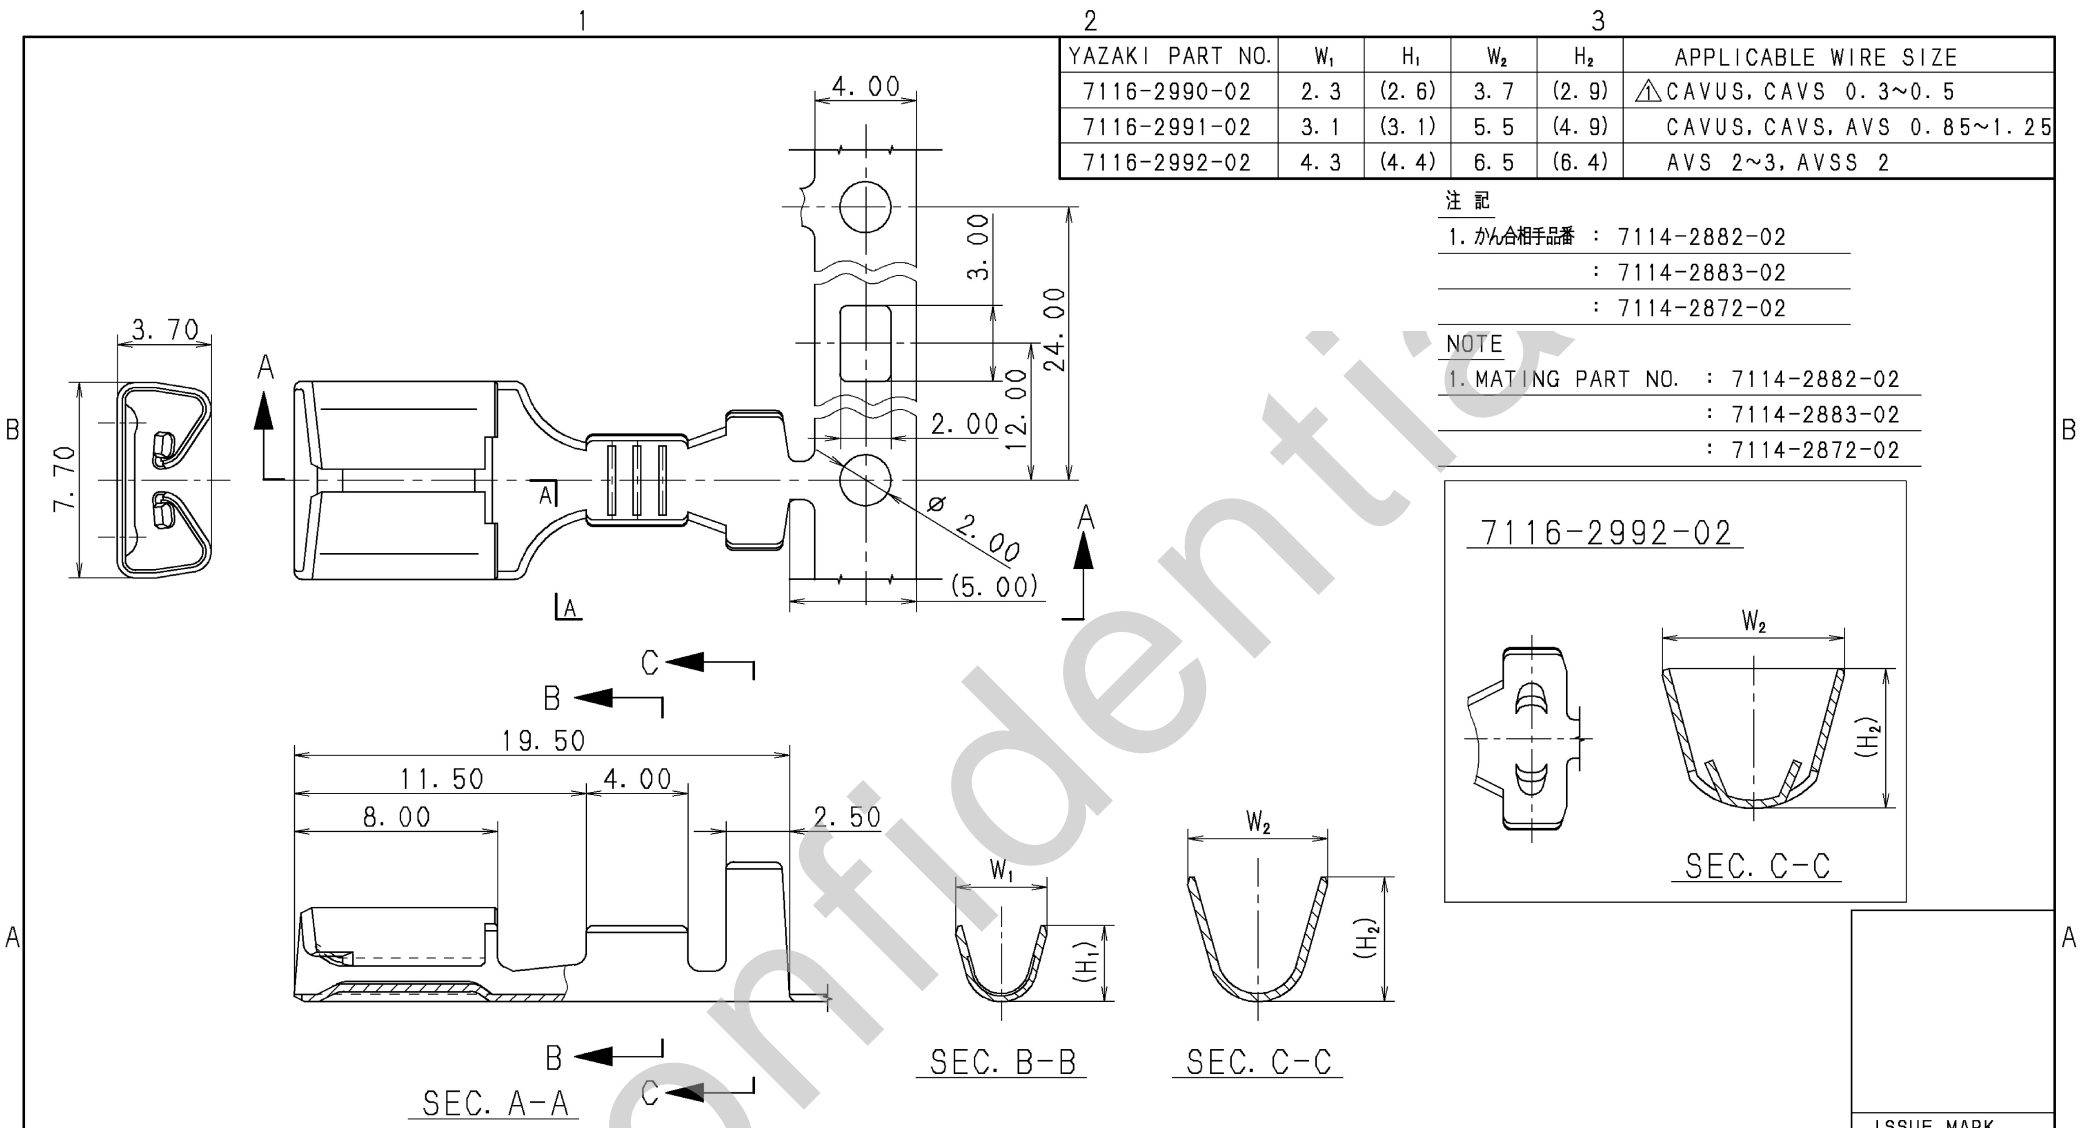 1 2 3
YAZAKI PART NO. W₁ H₁ W₂ H₂ APPLICABLE WIRE SIZE
7116-2990-02 2.3 (2.6) 3.7 (2.9) ⚠1 CAVUS, CAVS 0.3~0.5
7116-2991-02 3.1 (3.1) 5.5 (4.9) CAVUS, CAVS, AVS 0.85~1.25
7116-2992-02 4.3 (4.4) 6.5 (6.4) AVS 2~3, AVSS 2
注記
1. かん合相手品番 : 7114-2882-02
: 7114-2883-02
: 7114-2872-02
NOTE
1. MATING PART NO. : 7114-2882-02
: 7114-2883-02
: 7114-2872-02
4.00
3.00
24.00
12.00
2.00
ø 2.00
(5.00)
3.70
7.70
A
A
A
A
B
B
7116-2992-02
W₂
(H₂)
SEC. C-C
C
B
19.50
11.50
4.00
8.00
2.50
B
C
SEC. A-A
W₁
(H₁)
SEC. B-B
W₂
(H₂)
SEC. C-C
A
A
ISSUE MARK
onfidentia